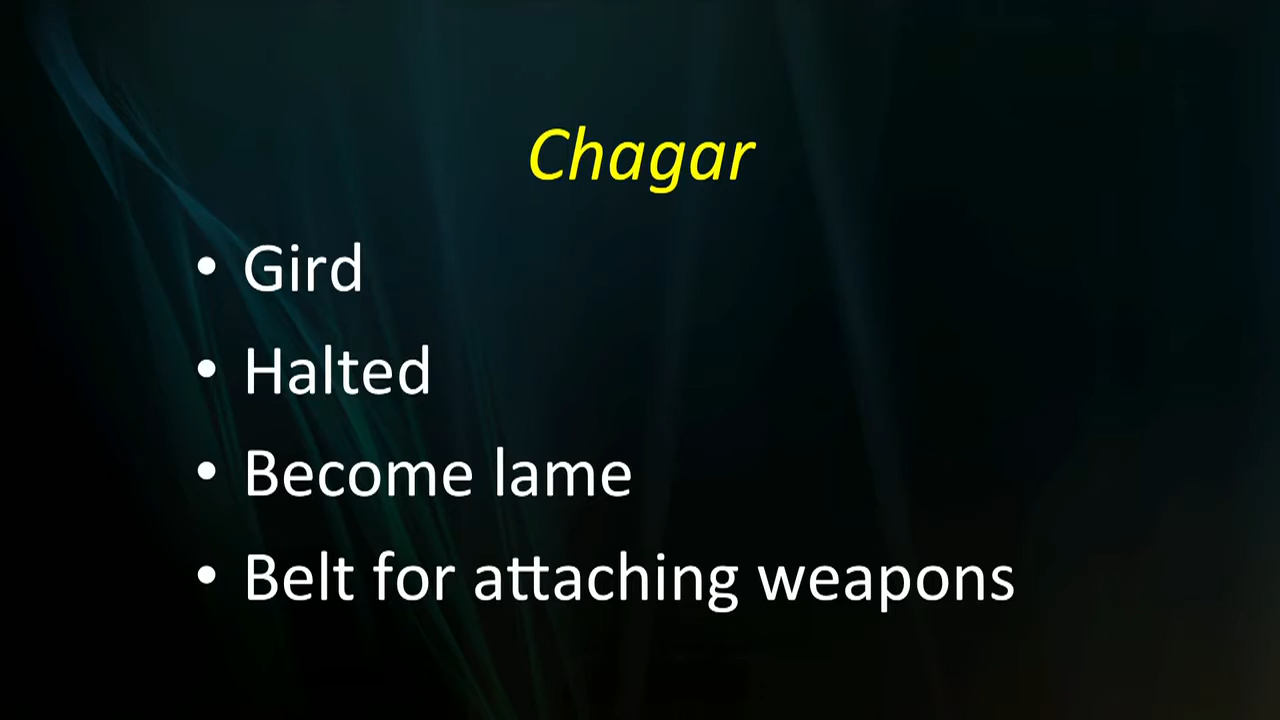 Chagar
• Gird
• Halted
• Become lame
• Belt for attaching weapons